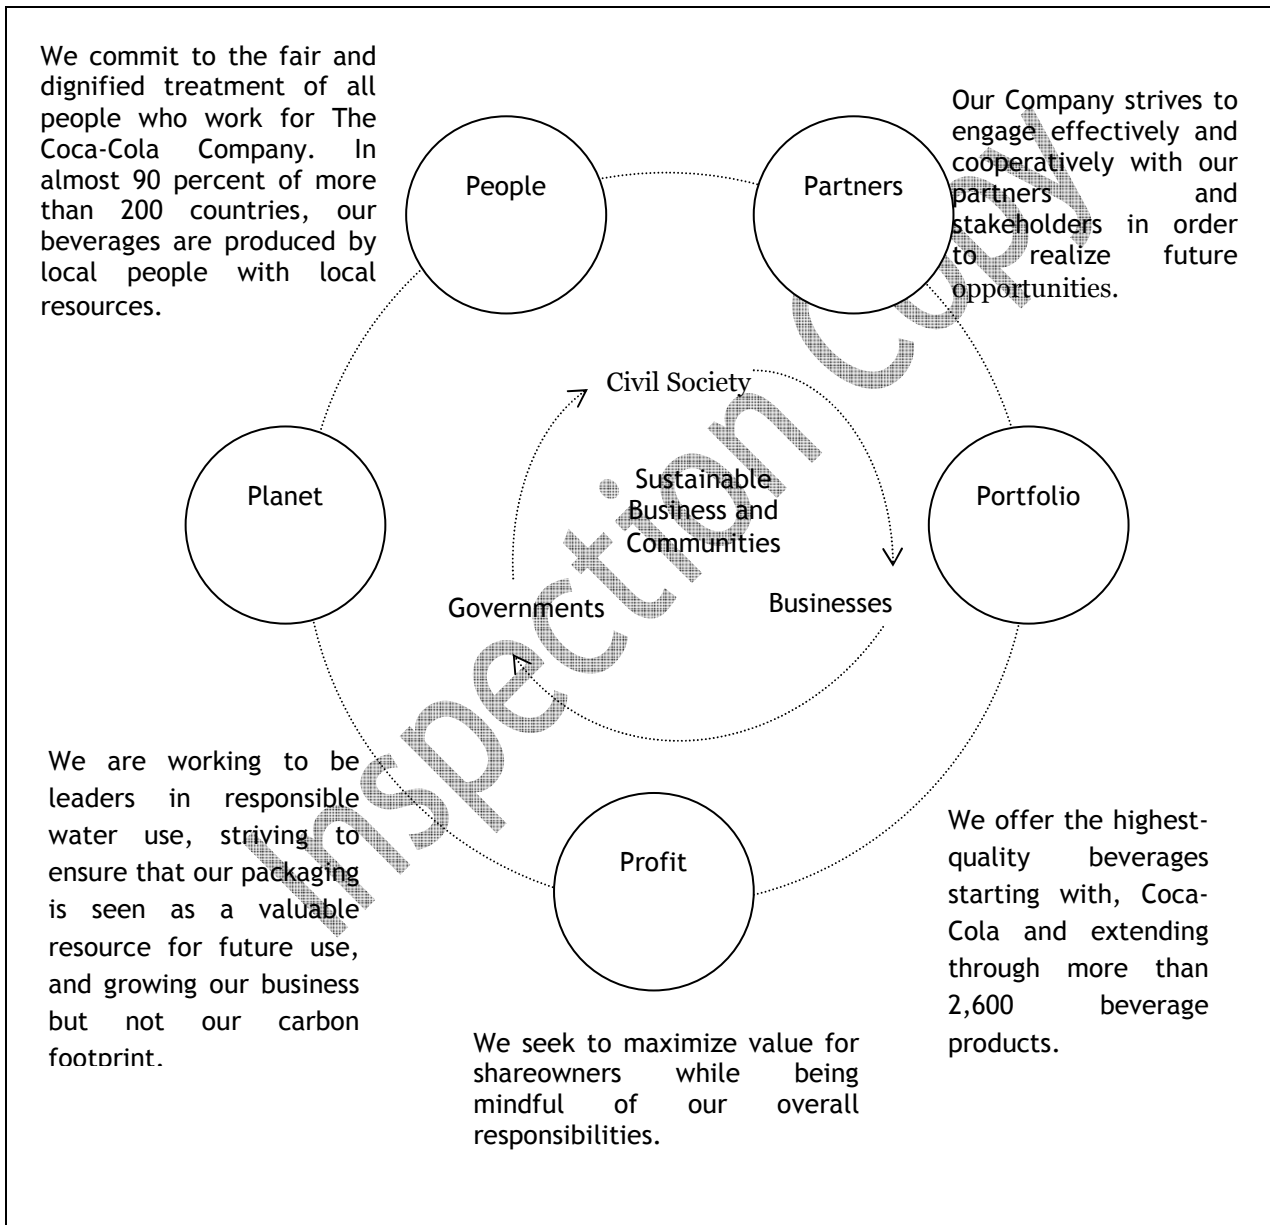 We commit to the fair and
dignified treatment of all
people who work for The
Coca-Cola Company. In
almost 90 percent of more
than 200 countries, our
beverages are produced by
local people with local
resources.
People
Partners
Our Company strives to
engage effectively and
cooperatively with our
partners and
stakeholders in order
to realize future
opportunities.
Civil Society
Planet
Sustainable
Business and
Communities
Portfolio
Governments
Businesses
We are working to be
leaders in responsible
water use, striving to
ensure that our packaging
is seen as a valuable
resource for future use,
and growing our business
but not our carbon
footprint.
Profit
We offer the highest-
quality beverages
starting with, Coca-
Cola and extending
through more than
2,600 beverage
products.
We seek to maximize value for
shareowners while being
mindful of our overall
responsibilities.
Inspection Copy